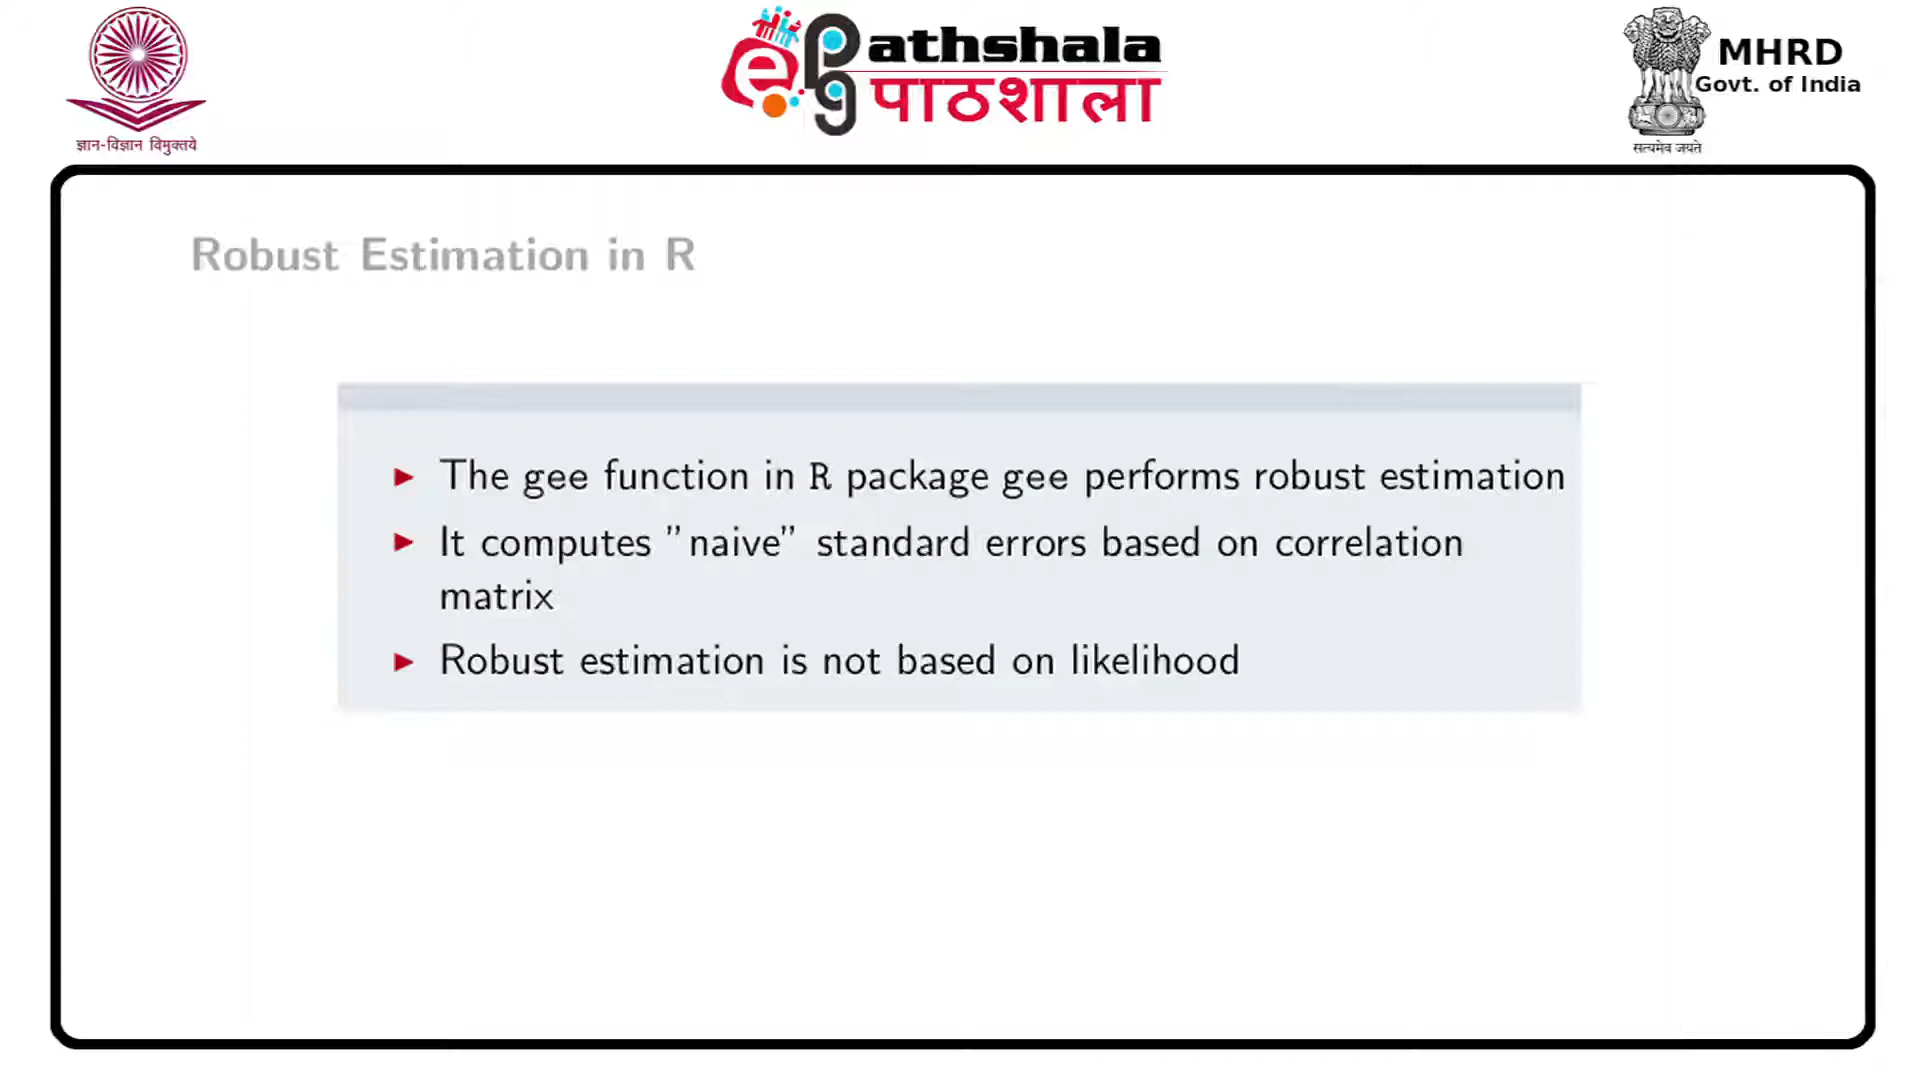 ज्ञान-विज्ञान विमुक्तये
ePathshala
पाठशाला
MHRD
Govt. of India
सत्यमेव जयते
Robust Estimation in R
The gee function in R package gee performs robust estimation
It computes ”naive” standard errors based on correlation
matrix
Robust estimation is not based on likelihood